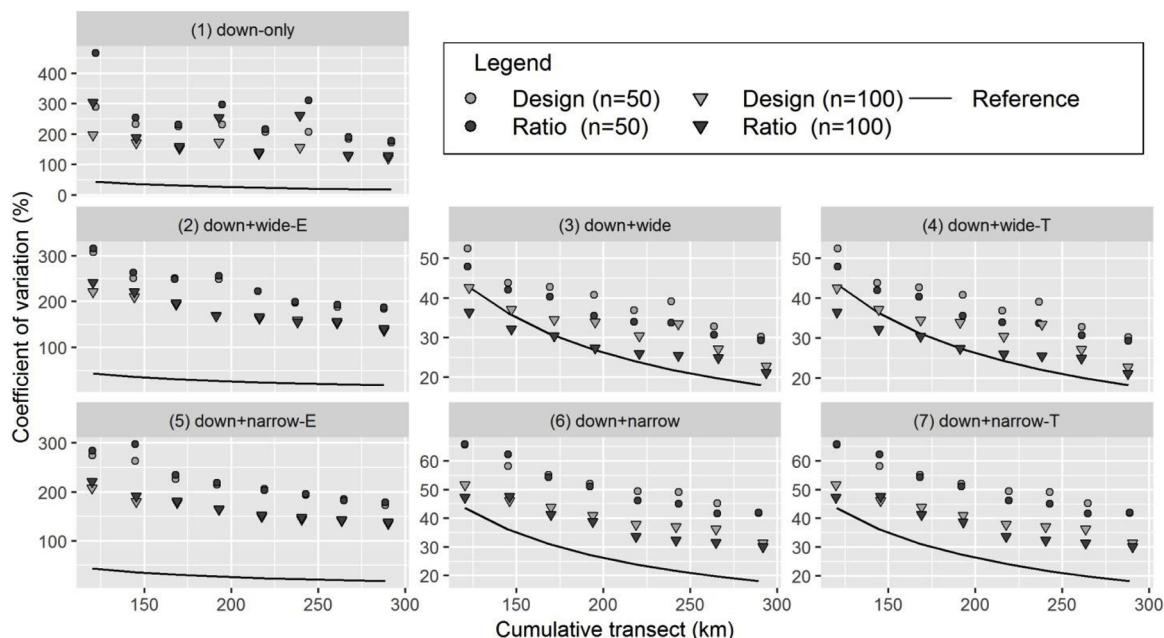 (1) down-only
Legend
Design (n=50)
Design (n=100)
Reference
Ratio (n=50)
Ratio (n=100)
400
300
200
100
0
Coefficient of variation (%)
(2) down+wide-E
(3) down+wide
(4) down+wide-T
300
200
100
50
40
30
20
50
40
30
20
(5) down+narrow-E
(6) down+narrow
(7) down+narrow-T
300
200
100
60
50
40
30
20
60
50
40
30
20
150 200 250 300
150 200 250 300
150 200 250 300
Cumulative transect (km)